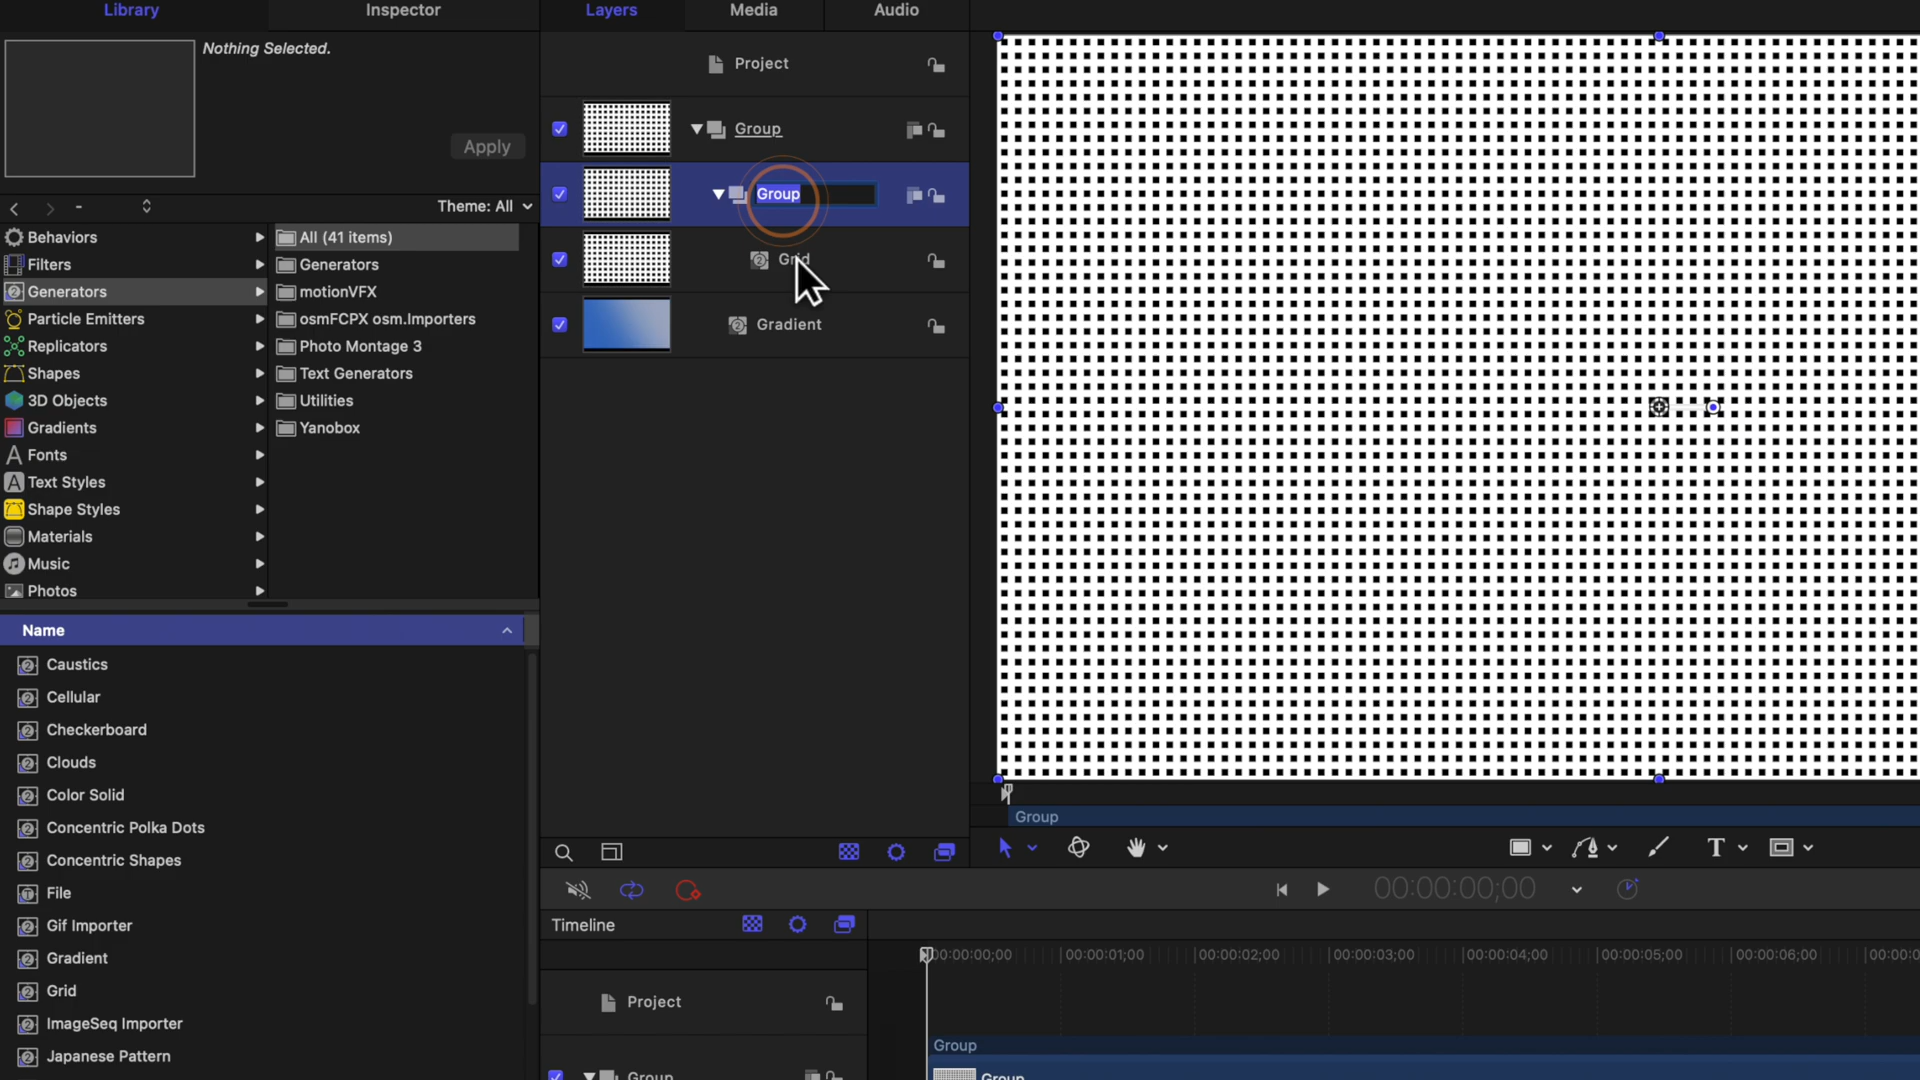 Library
Inspector
Layers
Media
Audio
Nothing Selected.
Apply
Theme: All
Behaviors
Filters
Generators
Particle Emitters
Replicators
Shapes
3D Objects
Gradients
Fonts
Text Styles
Shape Styles
Materials
Music
Photos
All (41 items)
Generators
motionVFX
osmFCPX osm.Importers
Photo Montage 3
Text Generators
Utilities
Yanobox
Name
Caustics
Cellular
Checkerboard
Clouds
Color Solid
Concentric Polka Dots
Concentric Shapes
File
Gif Importer
Gradient
Grid
ImageSeq Importer
Japanese Pattern
Project
Group
Group
Grid
Gradient
Group
00:00:00;00
Timeline
00:00:00;00
00:00:01;00
00:00:02;00
00:00:03;00
00:00:04;00
00:00:05;00
00:00:06;00
00:00:0
Project
Group
Group
Group